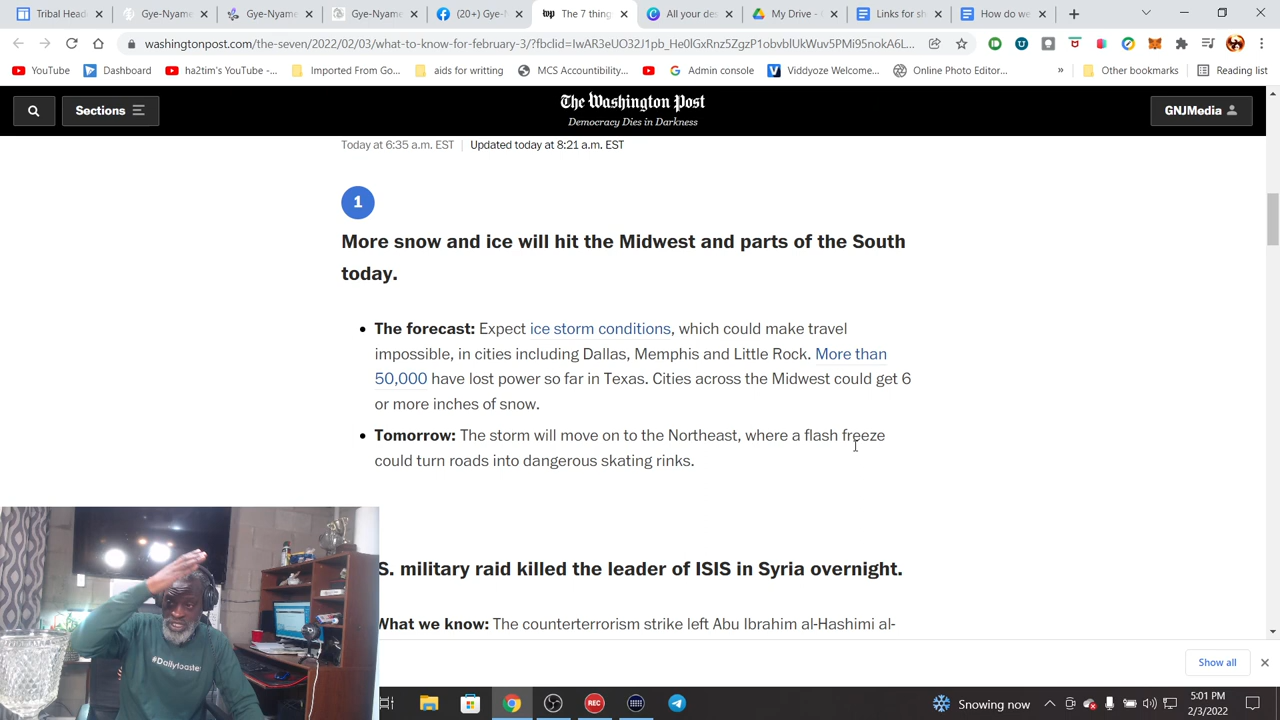 Tribal Head
Gye-Nyame
Gye-Nyame
Gye-Nyam
(20+) Gye-N
wp The 7 thing
All your de
My Drive -
Links for sh
How do we
washingtonpost.com/the-seven/2022/02/03/what-to-know-for-february-3/?fbclid=
YouTube
Dashboard
ha2tim's YouTube -...
Imported From Go...
aids for writting
MCS Accountibility...
Admin console
Viddyoze Welcome...
Online Photo Editor...
»
Other bookmarks
Reading list
Sections
The Washington Post
Democracy Dies in Darkness
GNJMedia
Today at 6:35 a.m. EST | Updated today at 8:21 a.m. EST
1
More snow and ice will hit the Midwest and parts of the South
today.
• The forecast: Expect ice storm conditions, which could make travel
impossible, in cities including Dallas, Memphis and Little Rock. More than
50,000 have lost power so far in Texas. Cities across the Midwest could get 6
or more inches of snow.
• Tomorrow: The storm will move on to the Northeast, where a flash freeze
could turn roads into dangerous skating rinks.
S. military raid killed the leader of ISIS in Syria overnight.
What we know: The counterterrorism strike left Abu Ibrahim al-Hashimi al-
#Dailytoaste
Show all
REC
Snowing now
5:01 PM
2/3/2022